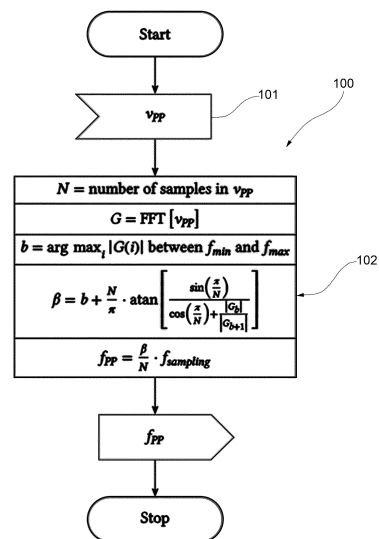 Start
101
100
v_PP
N = number of samples in v_PP
G = FFT [v_PP]
b = arg max_i |G(i)| between f_min and f_max
β = b + N/π · atan[ sin(π/N) / ( cos(π/N) + |G_b|/|G_{b+1}| ) ]
102
f_PP = β/N · f_sampling
f_PP
Stop